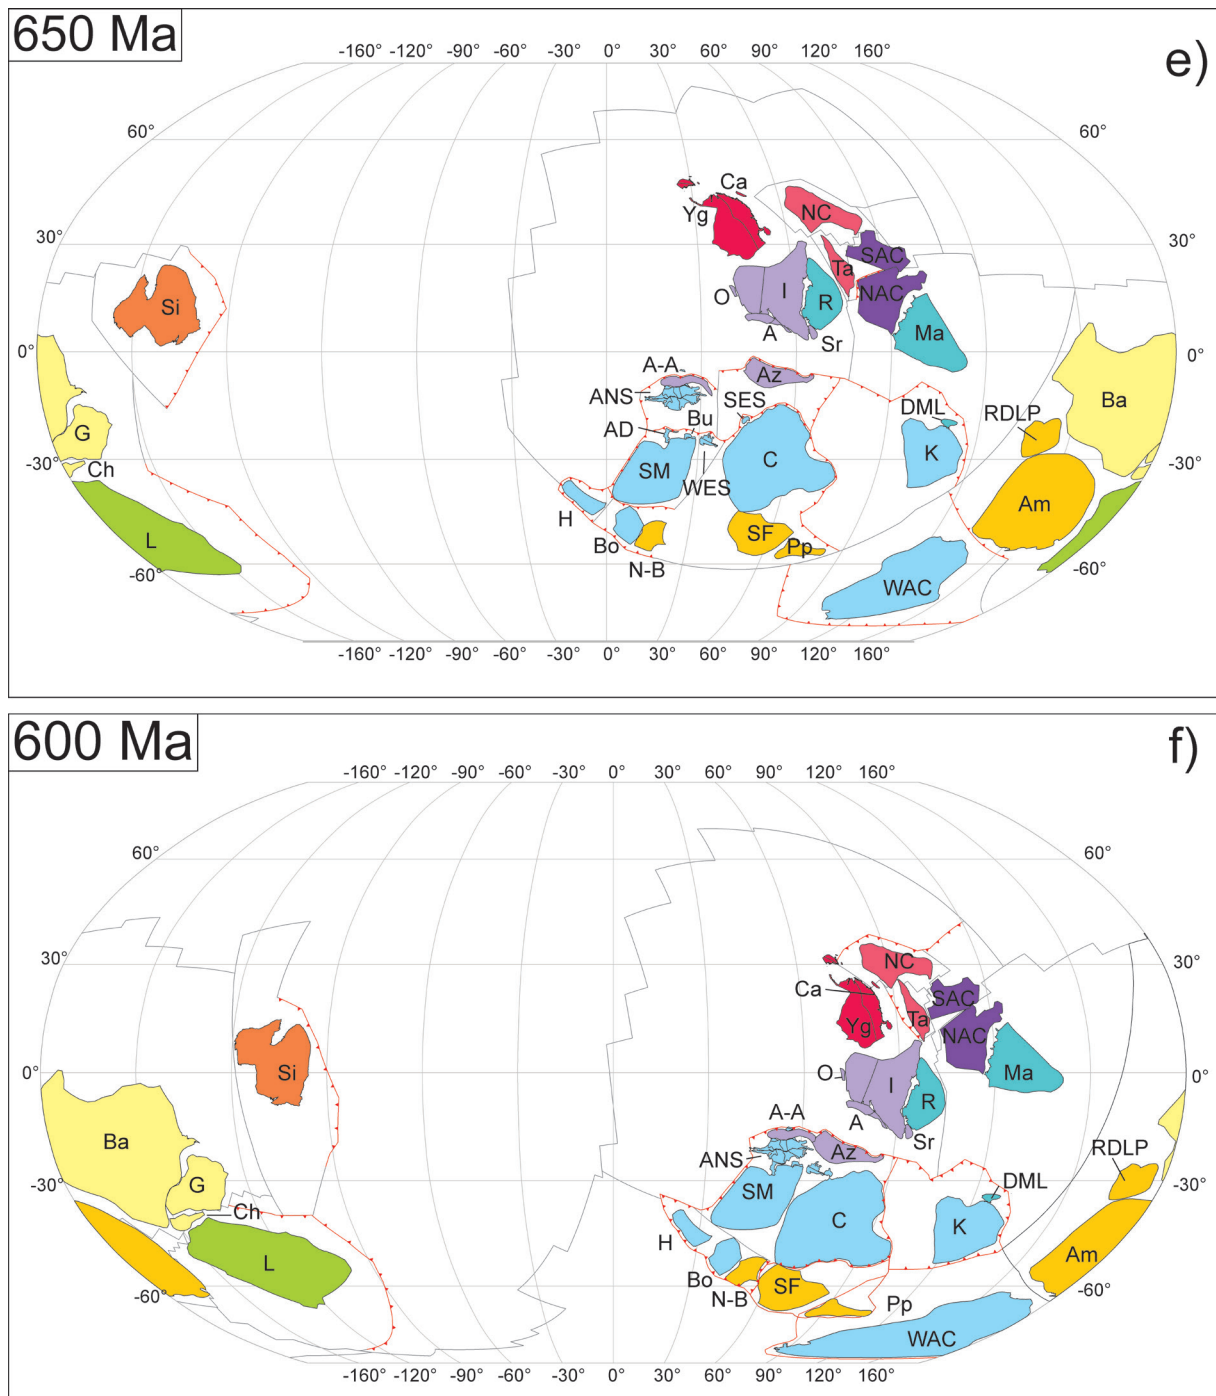 650 Ma
e)
-160° -120° -90° -60° -30° 0° 30° 60° 90° 120° 160°
60° 60°
Ca
Yg NC
30° 30°
SAC
Ta
Si O I R NAC
A Sr Ma
0° 0°
A-A Az
ANS SES Ba
AD Bu DML RDLP
G
-30° Ch SM WES C K -30°
H Am
L Bo SF
N-B Pp
-60° WAC -60°
-160° -120° -90° -60° -30° 0° 30° 60° 90° 120° 160°
600 Ma
f)
-160° -120° -90° -60° -30° 0° 30° 60° 90° 120° 160°
60° 60°
30° NC 30°
Ca SAC
Yg Ta NAC
0° Si O I R Ma 0°
A-A A Sr
Ba ANS Az RDLP
-30° G SM DML -30°
Ch C K
H
L Bo Am
-60° N-B SF Pp -60°
WAC
-160° -120° -90° -60° -30° 0° 30° 60° 90° 120° 160°